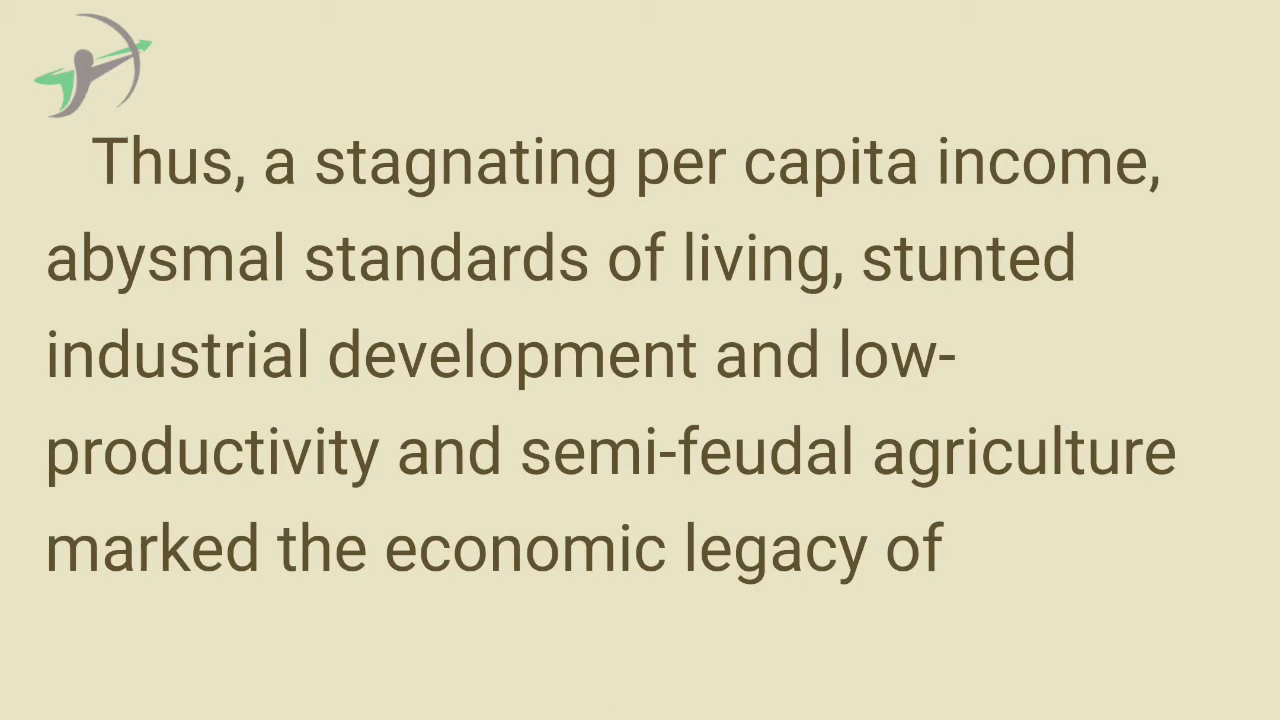 Thus, a stagnating per capita income,
abysmal standards of living, stunted
industrial development and low-
productivity and semi-feudal agriculture
marked the economic legacy of